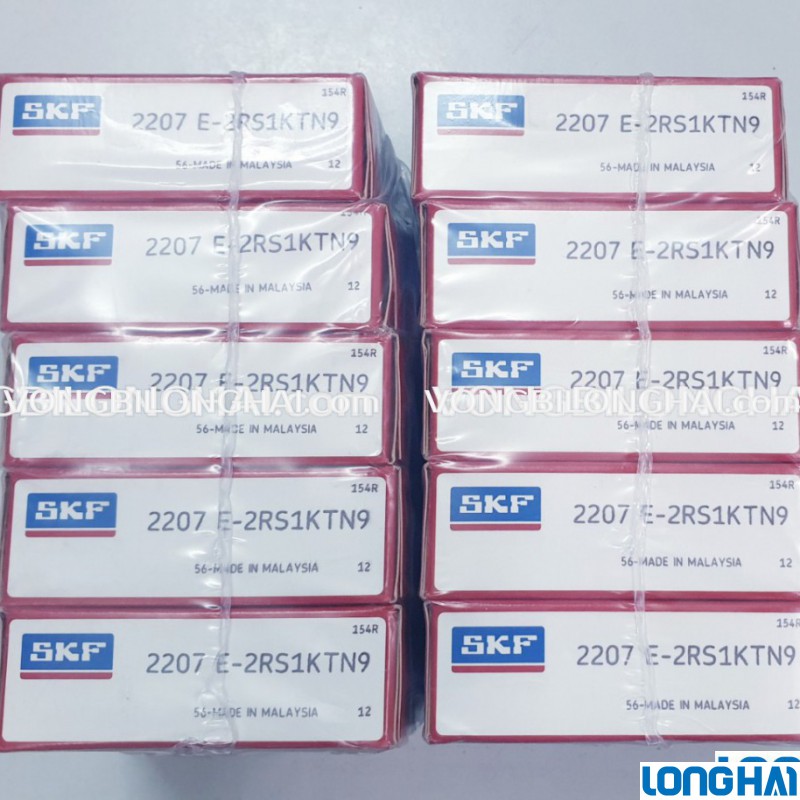 154R
SKF 2207 E-2RS1KTN9
56-MADE IN MALAYSIA 12
154R
SKF 2207 E-2RS1KTN9
56-MADE IN MALAYSIA 12
154R
SKF 2207 E-2RS1KTN9
56-MADE IN MALAYSIA 12
154R
SKF 2207 E-2RS1KTN9
56-MADE IN MALAYSIA 12
154R
SKF 2207 E-2RS1KTN9
VONGBILONGHAI.com
56-MADE IN MALAYSIA 12
154R
SKF 2207 E-2RS1KTN9
VONGBILONGHAI.com
56-MADE IN MALAYSIA 12
154R
SKF 2207 E-2RS1KTN9
56-MADE IN MALAYSIA 12
154R
SKF 2207 E-2RS1KTN9
56-MADE IN MALAYSIA 12
154R
SKF 2207 E-2RS1KTN9
56-MADE IN MALAYSIA 12
154R
SKF 2207 E-2RS1KTN9
56-MADE IN MALAYSIA 12
LONGHAI